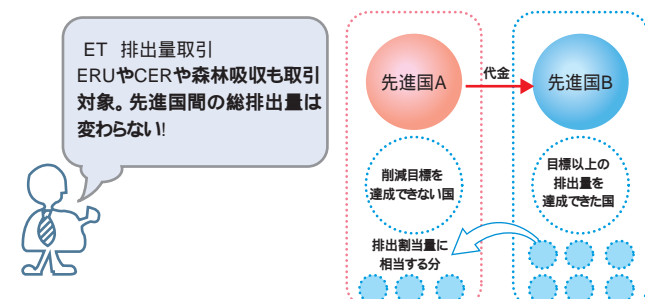 ET 排出量取引
ERUやCERや森林吸収も取引
対象。先進国間の総排出量は
変わらない!
先進国A
代金
先進国B
削減目標を
達成できない国
目標以上の
排出量を
達成できた国
排出割当量に
相当する分